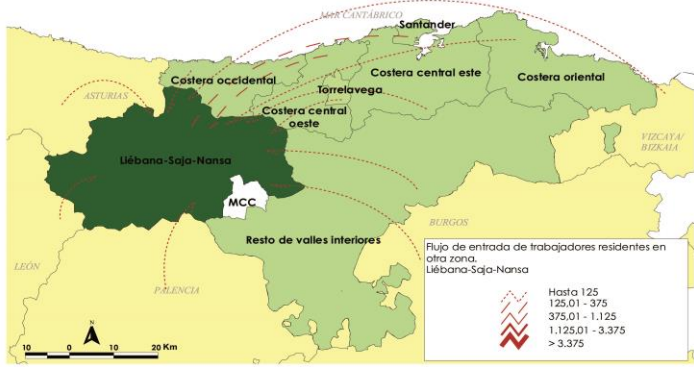 MAR CANTÁBRICO
Santander
Costera occidental
Costera central este
Costera oriental
ASTURIAS
Torrelavega
Costera central
oeste
VIZCAYA/
BIZKAIA
Liébana-Saja-Nansa
MCC
BURGOS
Resto de valles interiores
LEÓN
PALENCIA
Flujo de entrada de trabajadores residentes en
otra zona.
Liébana-Saja-Nansa
Hasta 125
125,01 - 375
375,01 - 1.125
1.125,01 - 3.375
> 3.375
N
10 0 10 20 Km